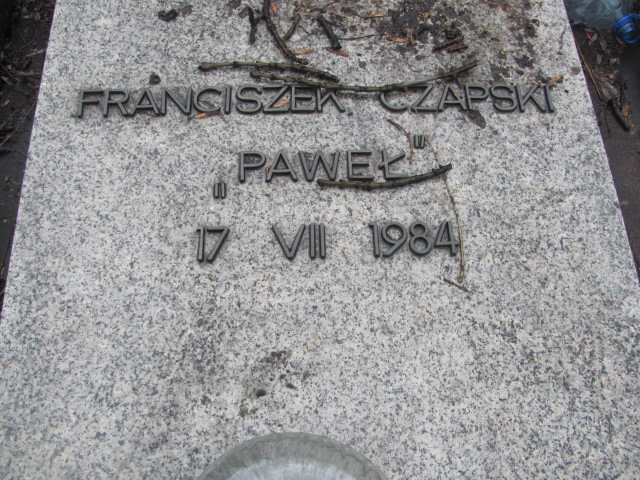 FRANCISZEK CZAPSKI
"PAWEŁ"
17 VII 1984